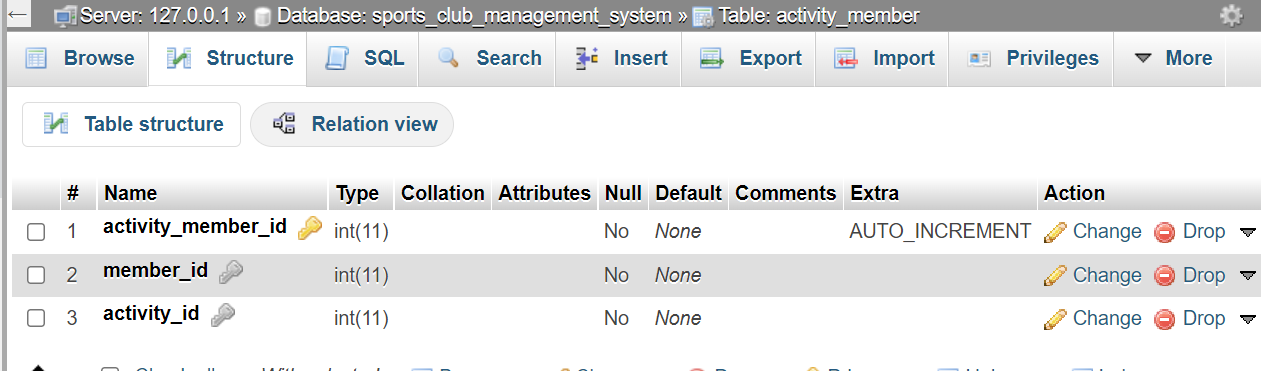 Server: 127.0.0.1 » Database: sports_club_management_system » Table: activity_member
Browse Structure SQL Search Insert Export Import Privileges More
Table structure Relation view
# Name Type Collation Attributes Null Default Comments Extra Action
1 activity_member_id int(11) No None AUTO_INCREMENT Change Drop
2 member_id int(11) No None Change Drop
3 activity_id int(11) No None Change Drop